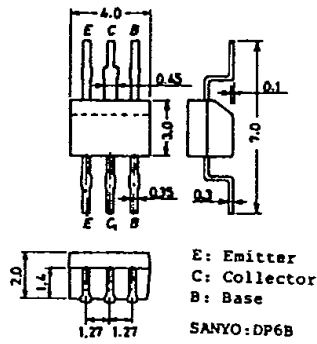 4.0
E C B
0.45
0.1
3.0
7.0
0.35
0.3
E C₁ B
2.0
1.4
1.27 1.27
E: Emitter
C: Collector
B: Base
SANYO:DP6B